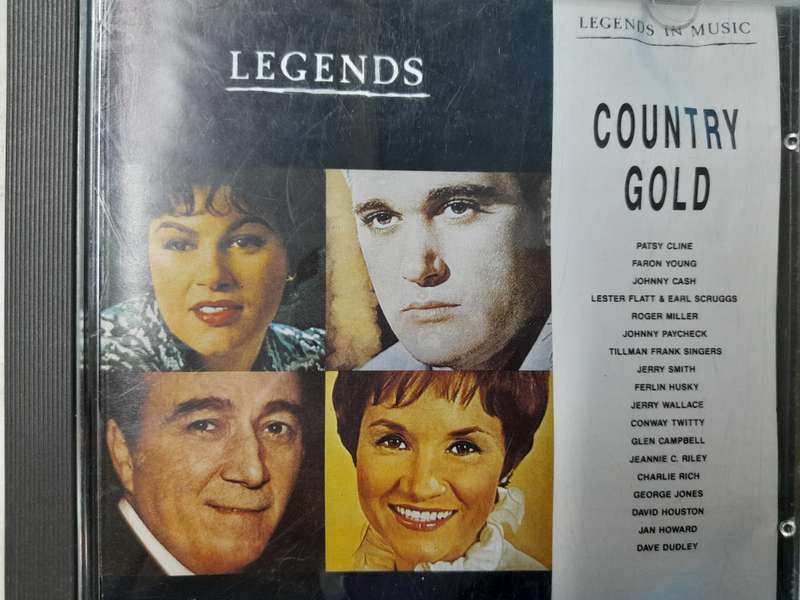 LEGENDS
LEGENDS IN MUSIC
COUNTRY
GOLD
PATSY CLINE
FARON YOUNG
JOHNNY CASH
LESTER FLATT & EARL SCRUGGS
ROGER MILLER
JOHNNY PAYCHECK
TILLMAN FRANK SINGERS
JERRY SMITH
FERLIN HUSKY
JERRY WALLACE
CONWAY TWITTY
GLEN CAMPBELL
JEANNIE C. RILEY
CHARLIE RICH
GEORGE JONES
DAVID HOUSTON
JAN HOWARD
DAVE DUDLEY